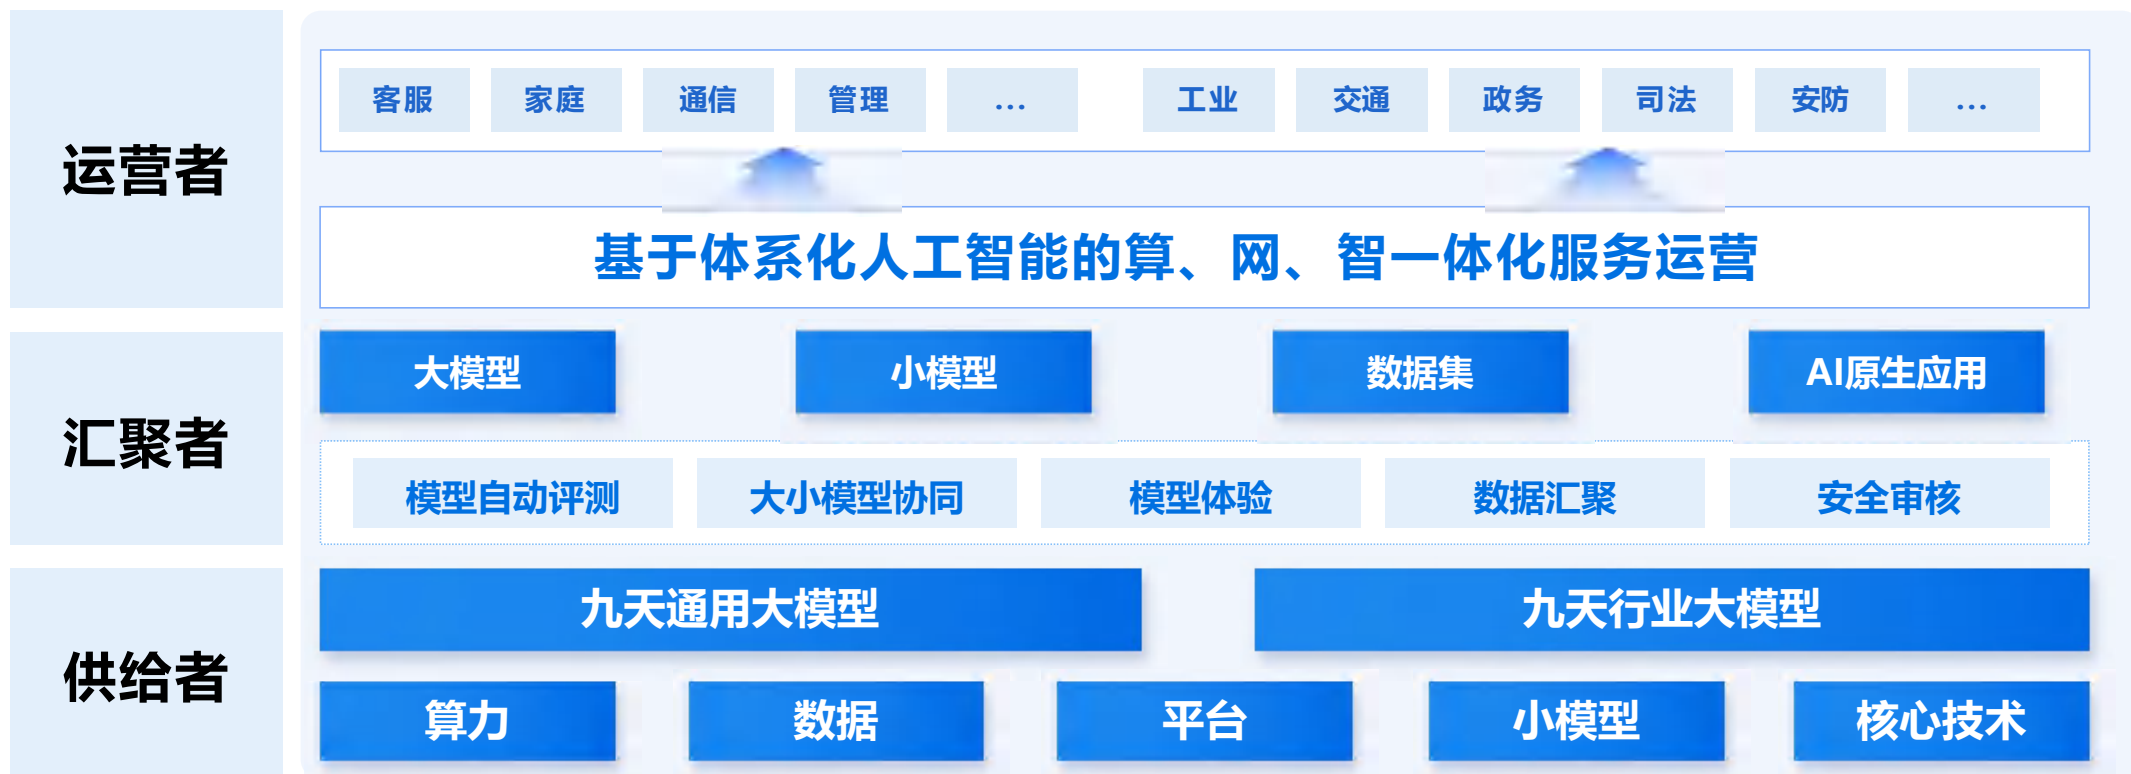 运营者
客服 家庭 通信 管理 ... 工业 交通 政务 司法 安防 ...
基于体系化人工智能的算、网、智一体化服务运营
汇聚者
大模型 小模型 数据集 AI原生应用
模型自动评测 大小模型协同 模型体验 数据汇聚 安全审核
供给者
九天通用大模型 九天行业大模型
算力 数据 平台 小模型 核心技术